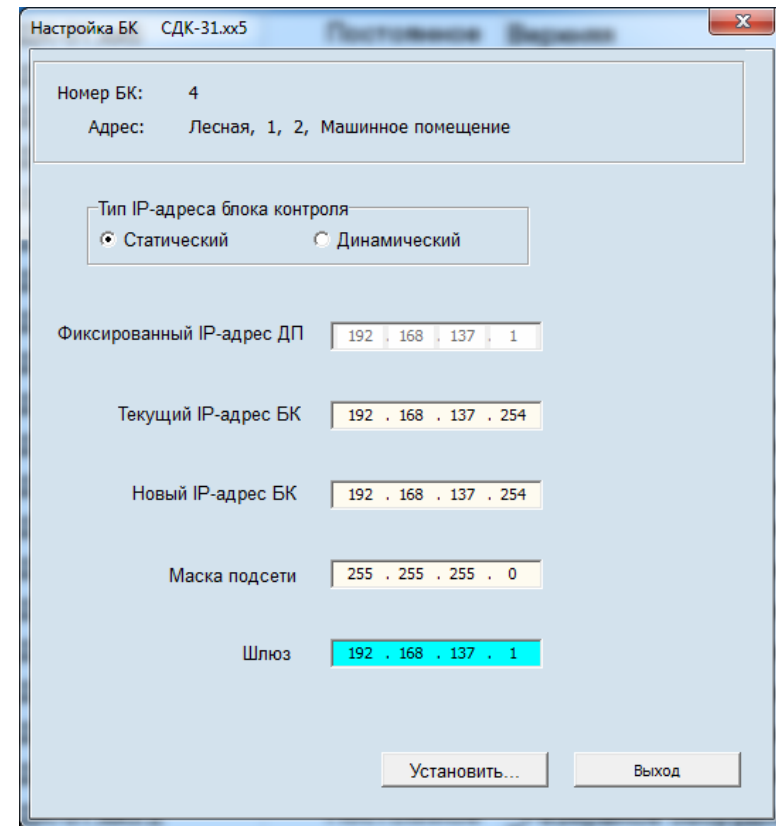 Настройка БК СДК-31.xx5
Номер БК: 4
Адрес: Лесная, 1, 2, Машинное помещение
Тип IP-адреса блока контроля
Статический Динамический
Фиксированный IP-адрес ДП 192 . 168 . 137 . 1
Текущий IP-адрес БК 192 . 168 . 137 . 254
Новый IP-адрес БК 192 . 168 . 137 . 254
Маска подсети 255 . 255 . 255 . 0
Шлюз 192 . 168 . 137 . 1
Установить... Выход